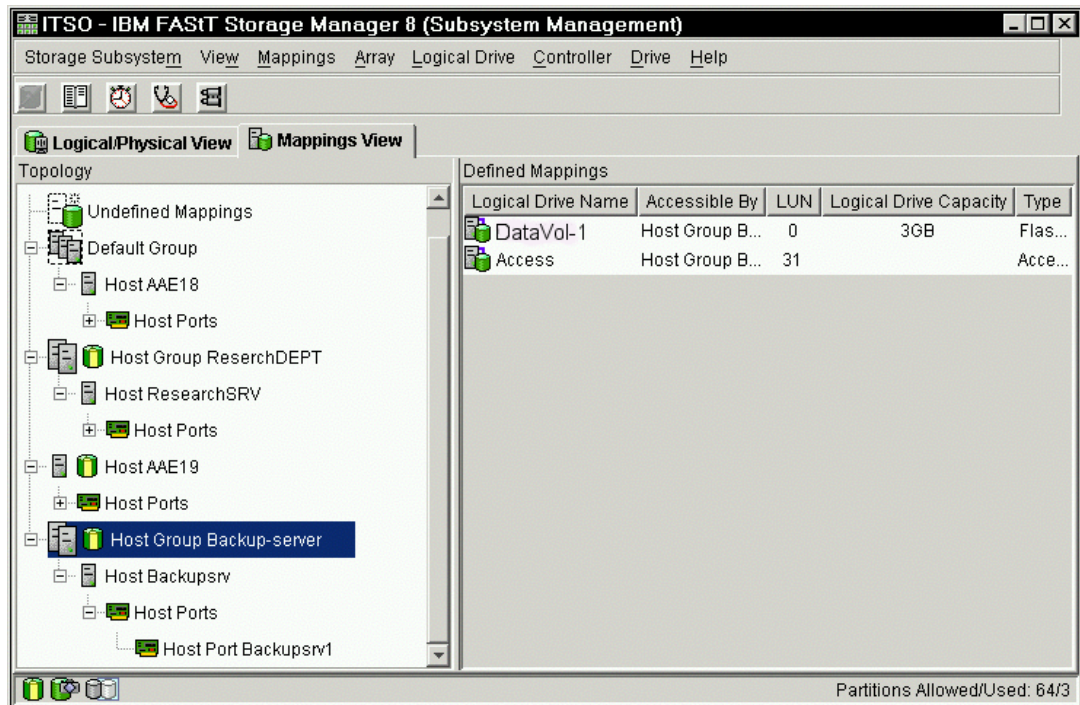 ITSO - IBM FAStT Storage Manager 8 (Subsystem Management)
Storage Subsystem View Mappings Array Logical Drive Controller Drive Help
Logical/Physical View Mappings View
Topology
Undefined Mappings
Default Group
Host AAE18
Host Ports
Host Group ReserchDEPT
Host ResearchSRV
Host Ports
Host AAE19
Host Ports
Host Group Backup-server
Host Backupsrv
Host Ports
Host Port Backupsrv1
Defined Mappings
Logical Drive Name Accessible By LUN Logical Drive Capacity Type
DataVol-1 Host Group B... 0 3GB Flas...
Access Host Group B... 31 Acce...
Partitions Allowed/Used: 64/3